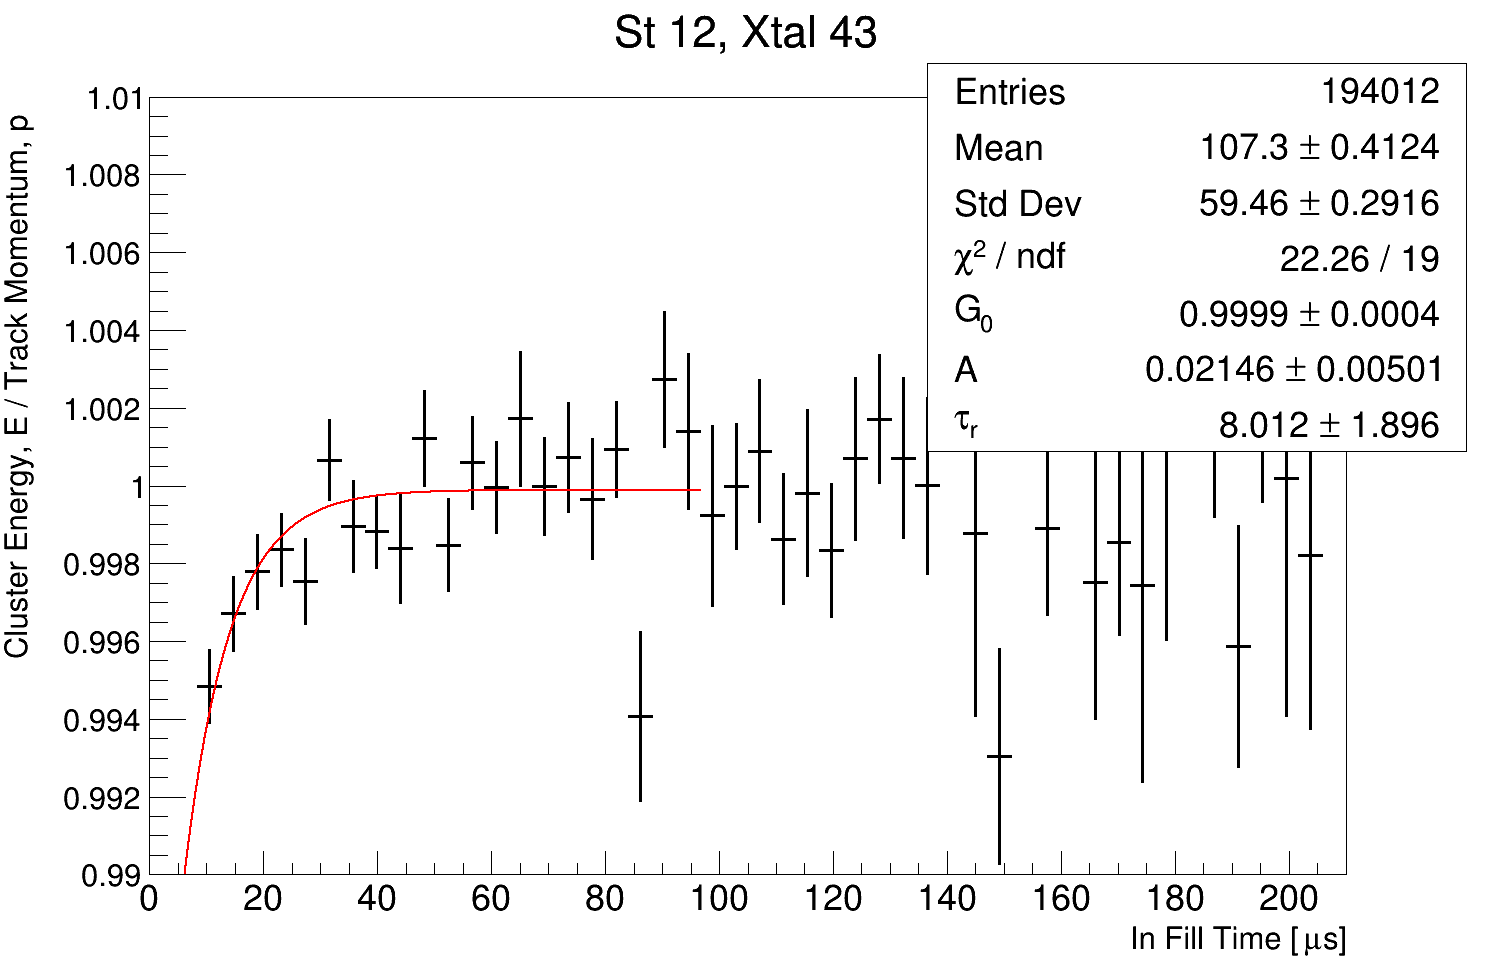 St 12, Xtal 43
Entries 194012
Mean 107.3 ± 0.4124
Std Dev 59.46 ± 0.2916
χ² / ndf 22.26 / 19
G₀ 0.9999 ± 0.0004
A 0.02146 ± 0.00501
τᵣ 8.012 ± 1.896
Cluster Energy, E / Track Momentum, p
1.01
1.008
1.006
1.004
1.002
1
0.998
0.996
0.994
0.992
0.99
0 20 40 60 80 100 120 140 160 180 200
In Fill Time [μs]